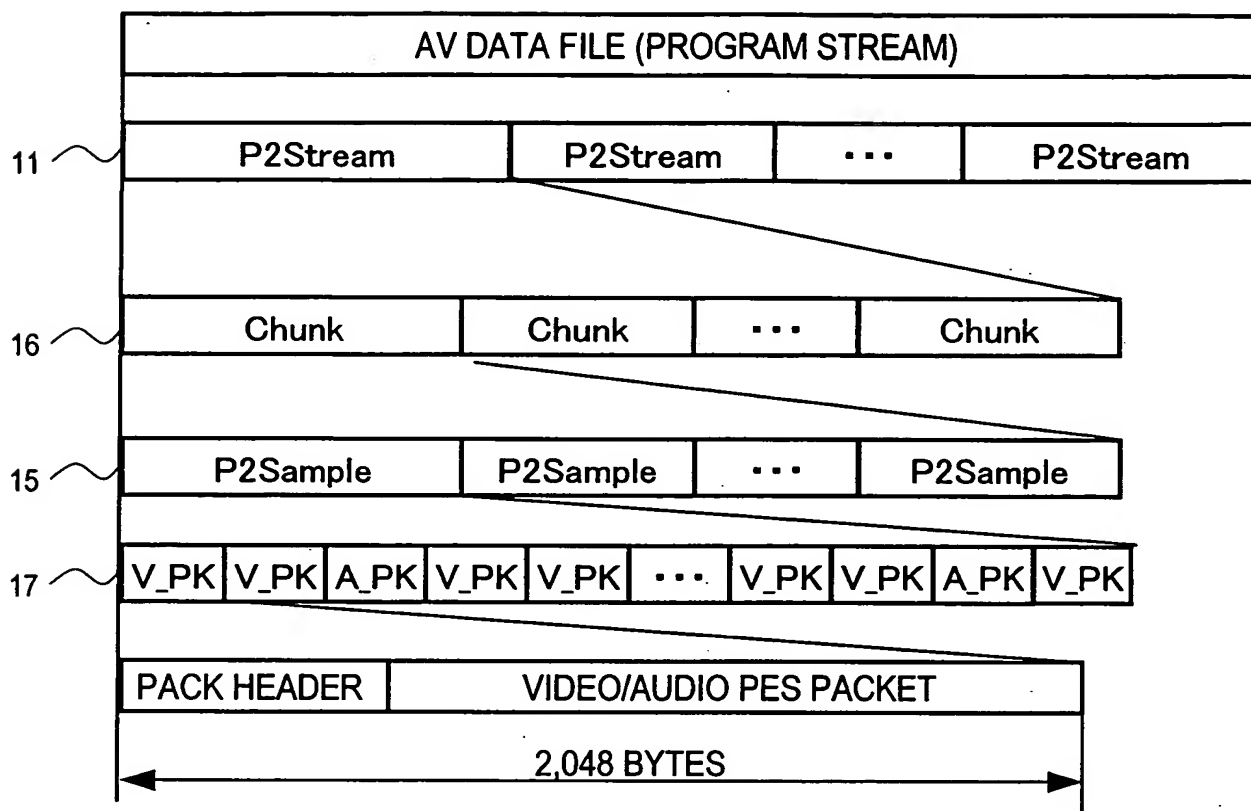 AV DATA FILE (PROGRAM STREAM)
11 P2Stream P2Stream ... P2Stream
16 Chunk Chunk ... Chunk
15 P2Sample P2Sample ... P2Sample
17 V_PK V_PK A_PK V_PK V_PK ... V_PK V_PK A_PK V_PK
PACK HEADER VIDEO/AUDIO PES PACKET
2,048 BYTES